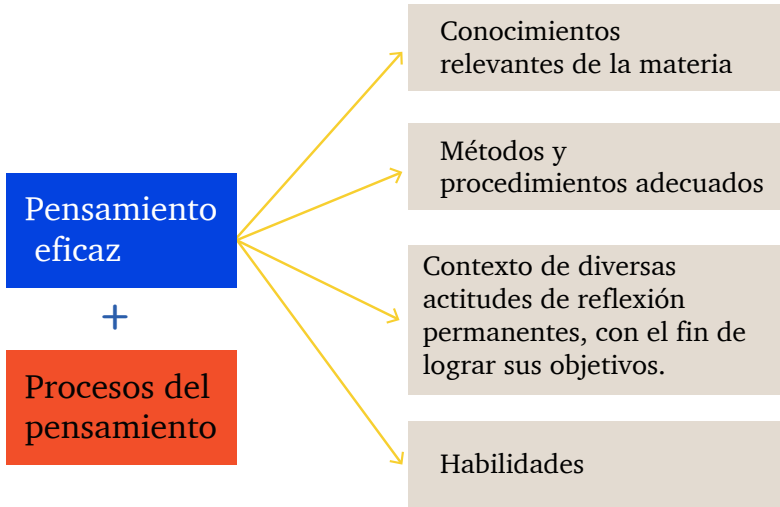 Pensamiento
eficaz
+
Procesos del
pensamiento
Conocimientos
relevantes de la materia
Métodos y
procedimientos adecuados
Contexto de diversas
actitudes de reflexión
permanentes, con el fin de
lograr sus objetivos.
Habilidades